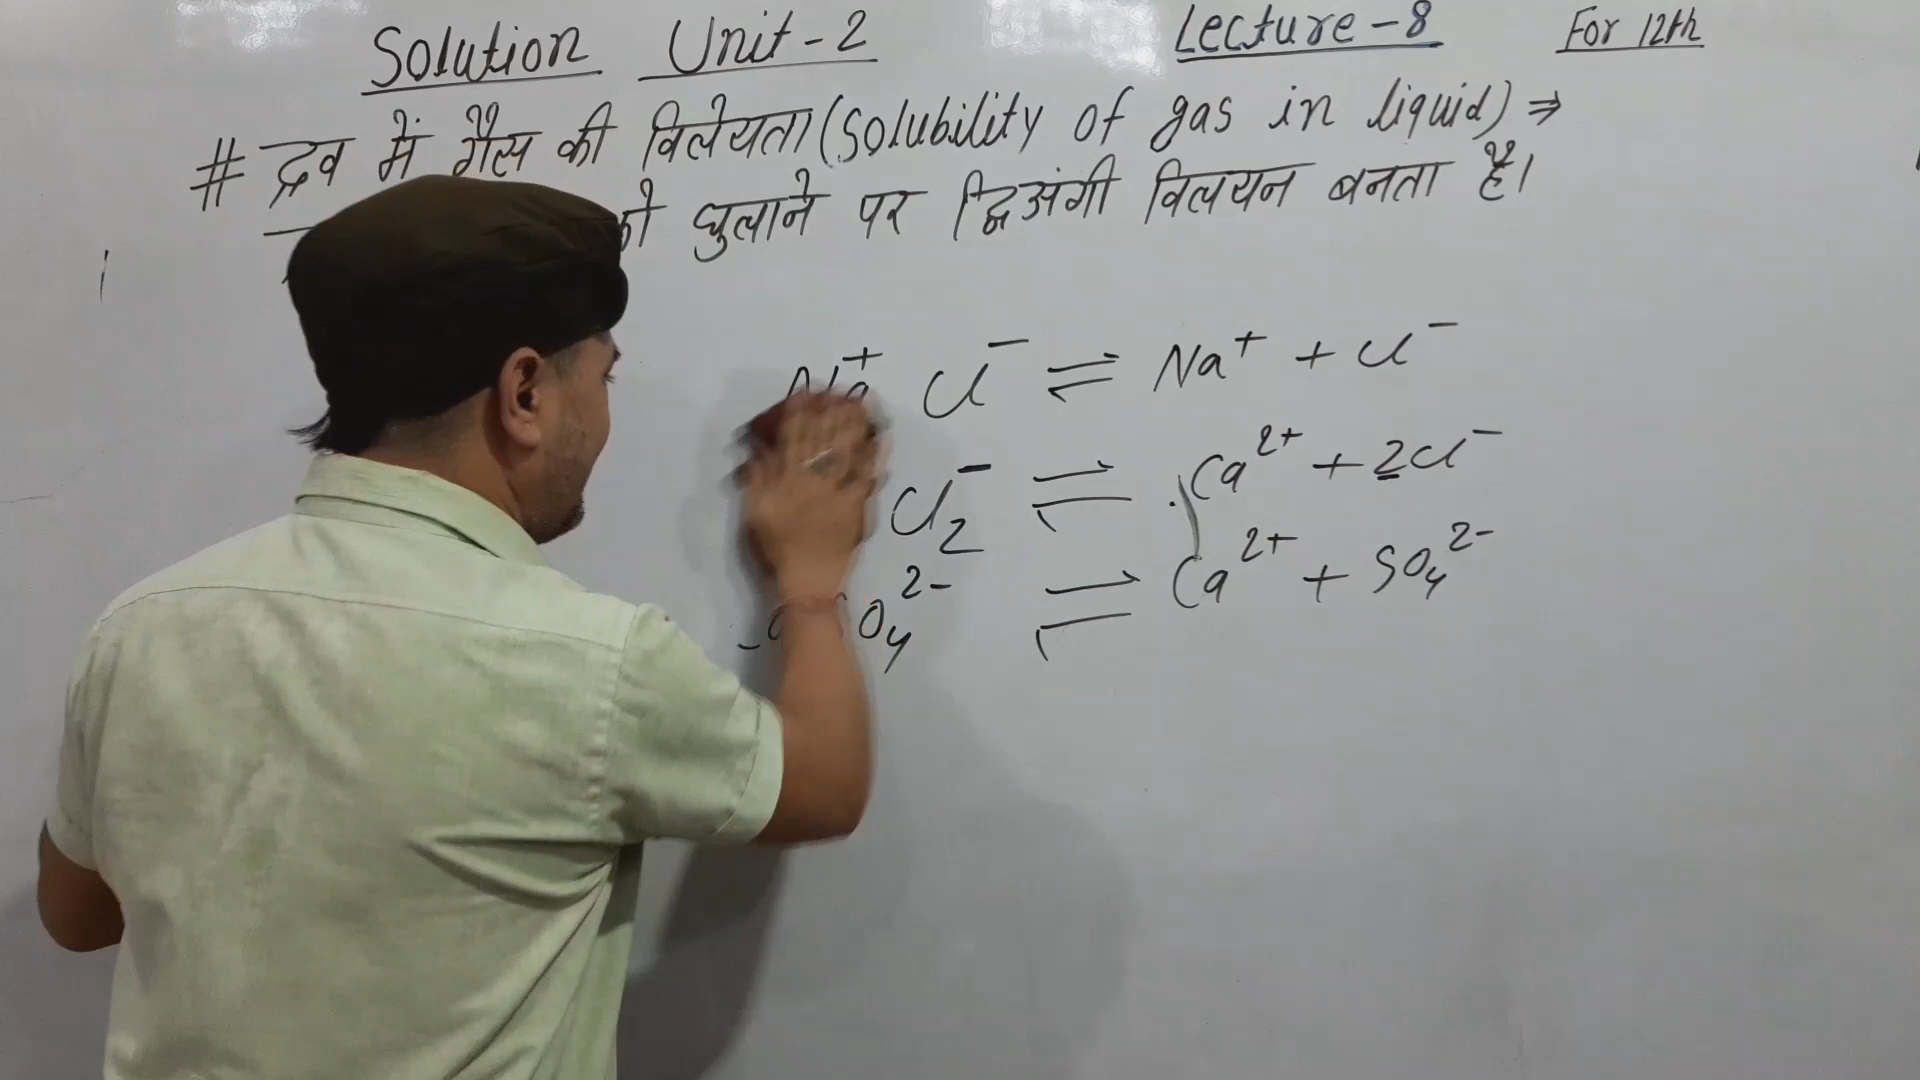 Solution Unit-2 Lecture-8 For 12th
# द्रव में गैस की विलेयता (Solubility of gas in liquid) ⇒
को घुलाने पर द्विअंगी विलयन बनता है।
Na⁺ Cl⁻ ⇌ Na⁺ + Cl⁻
Cl₂⁻ ⇌ Ca²⁺ + 2Cl⁻
O₄²⁻ ⇌ Ca²⁺ + SO₄²⁻